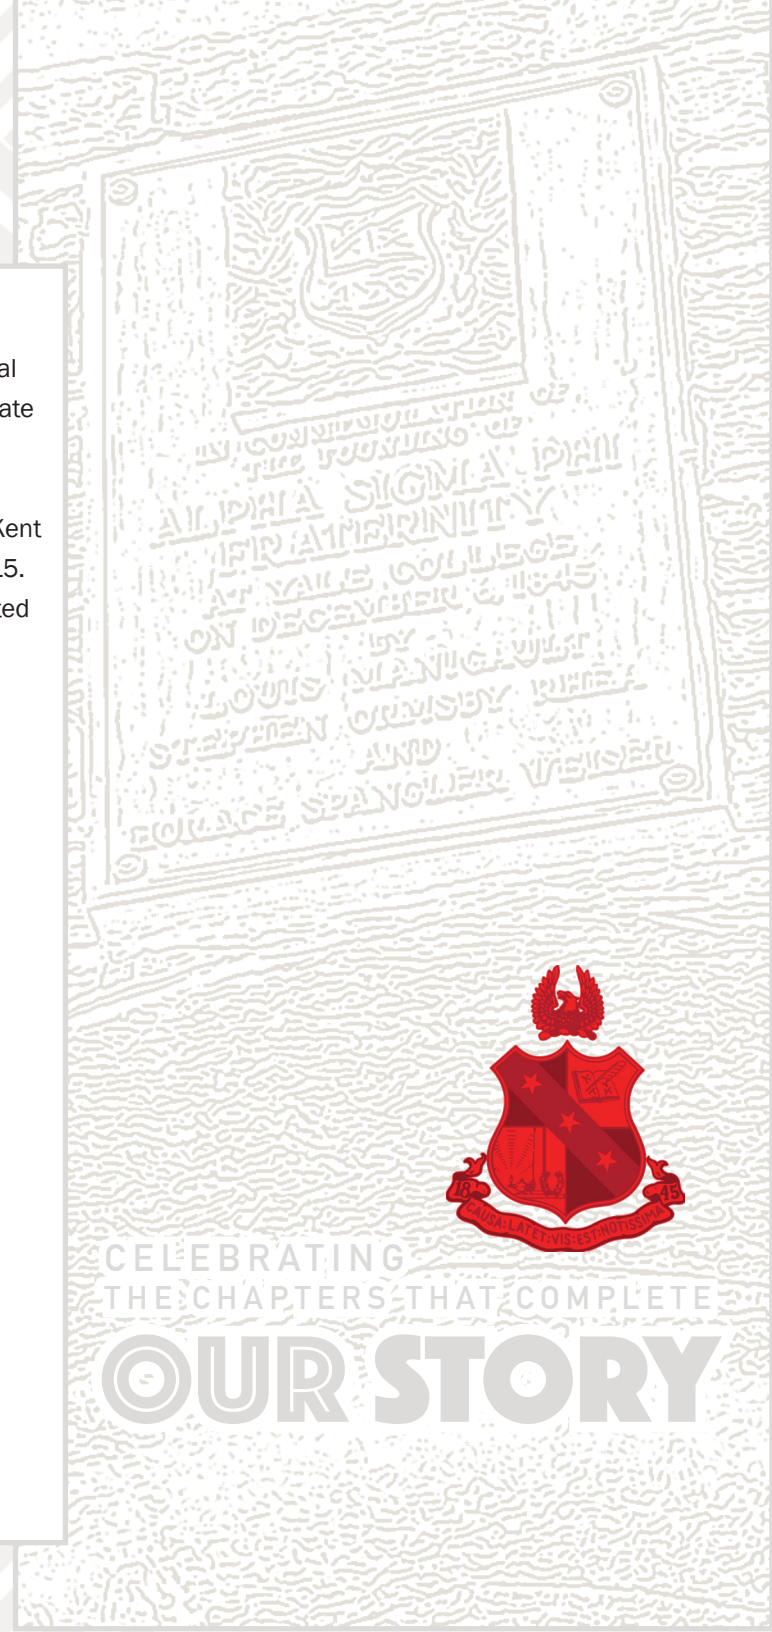 al
ate
Kent
15.
ted
IN COMMEMORATION OF
THE FOUNDING OF
ALPHA SIGMA PHI
FRATERNITY
AT YALE COLLEGE
ON DECEMBER 6, 1845
BY
LOUIS MANIGAULT
STEPHEN ORMSBY RHEA
AND
HORACE SPANGLER WEISER
18 45
CAUSA:LATET:VIS:EST:NOTISSIMA
CELEBRATING
THE CHAPTERS THAT COMPLETE
OUR STORY